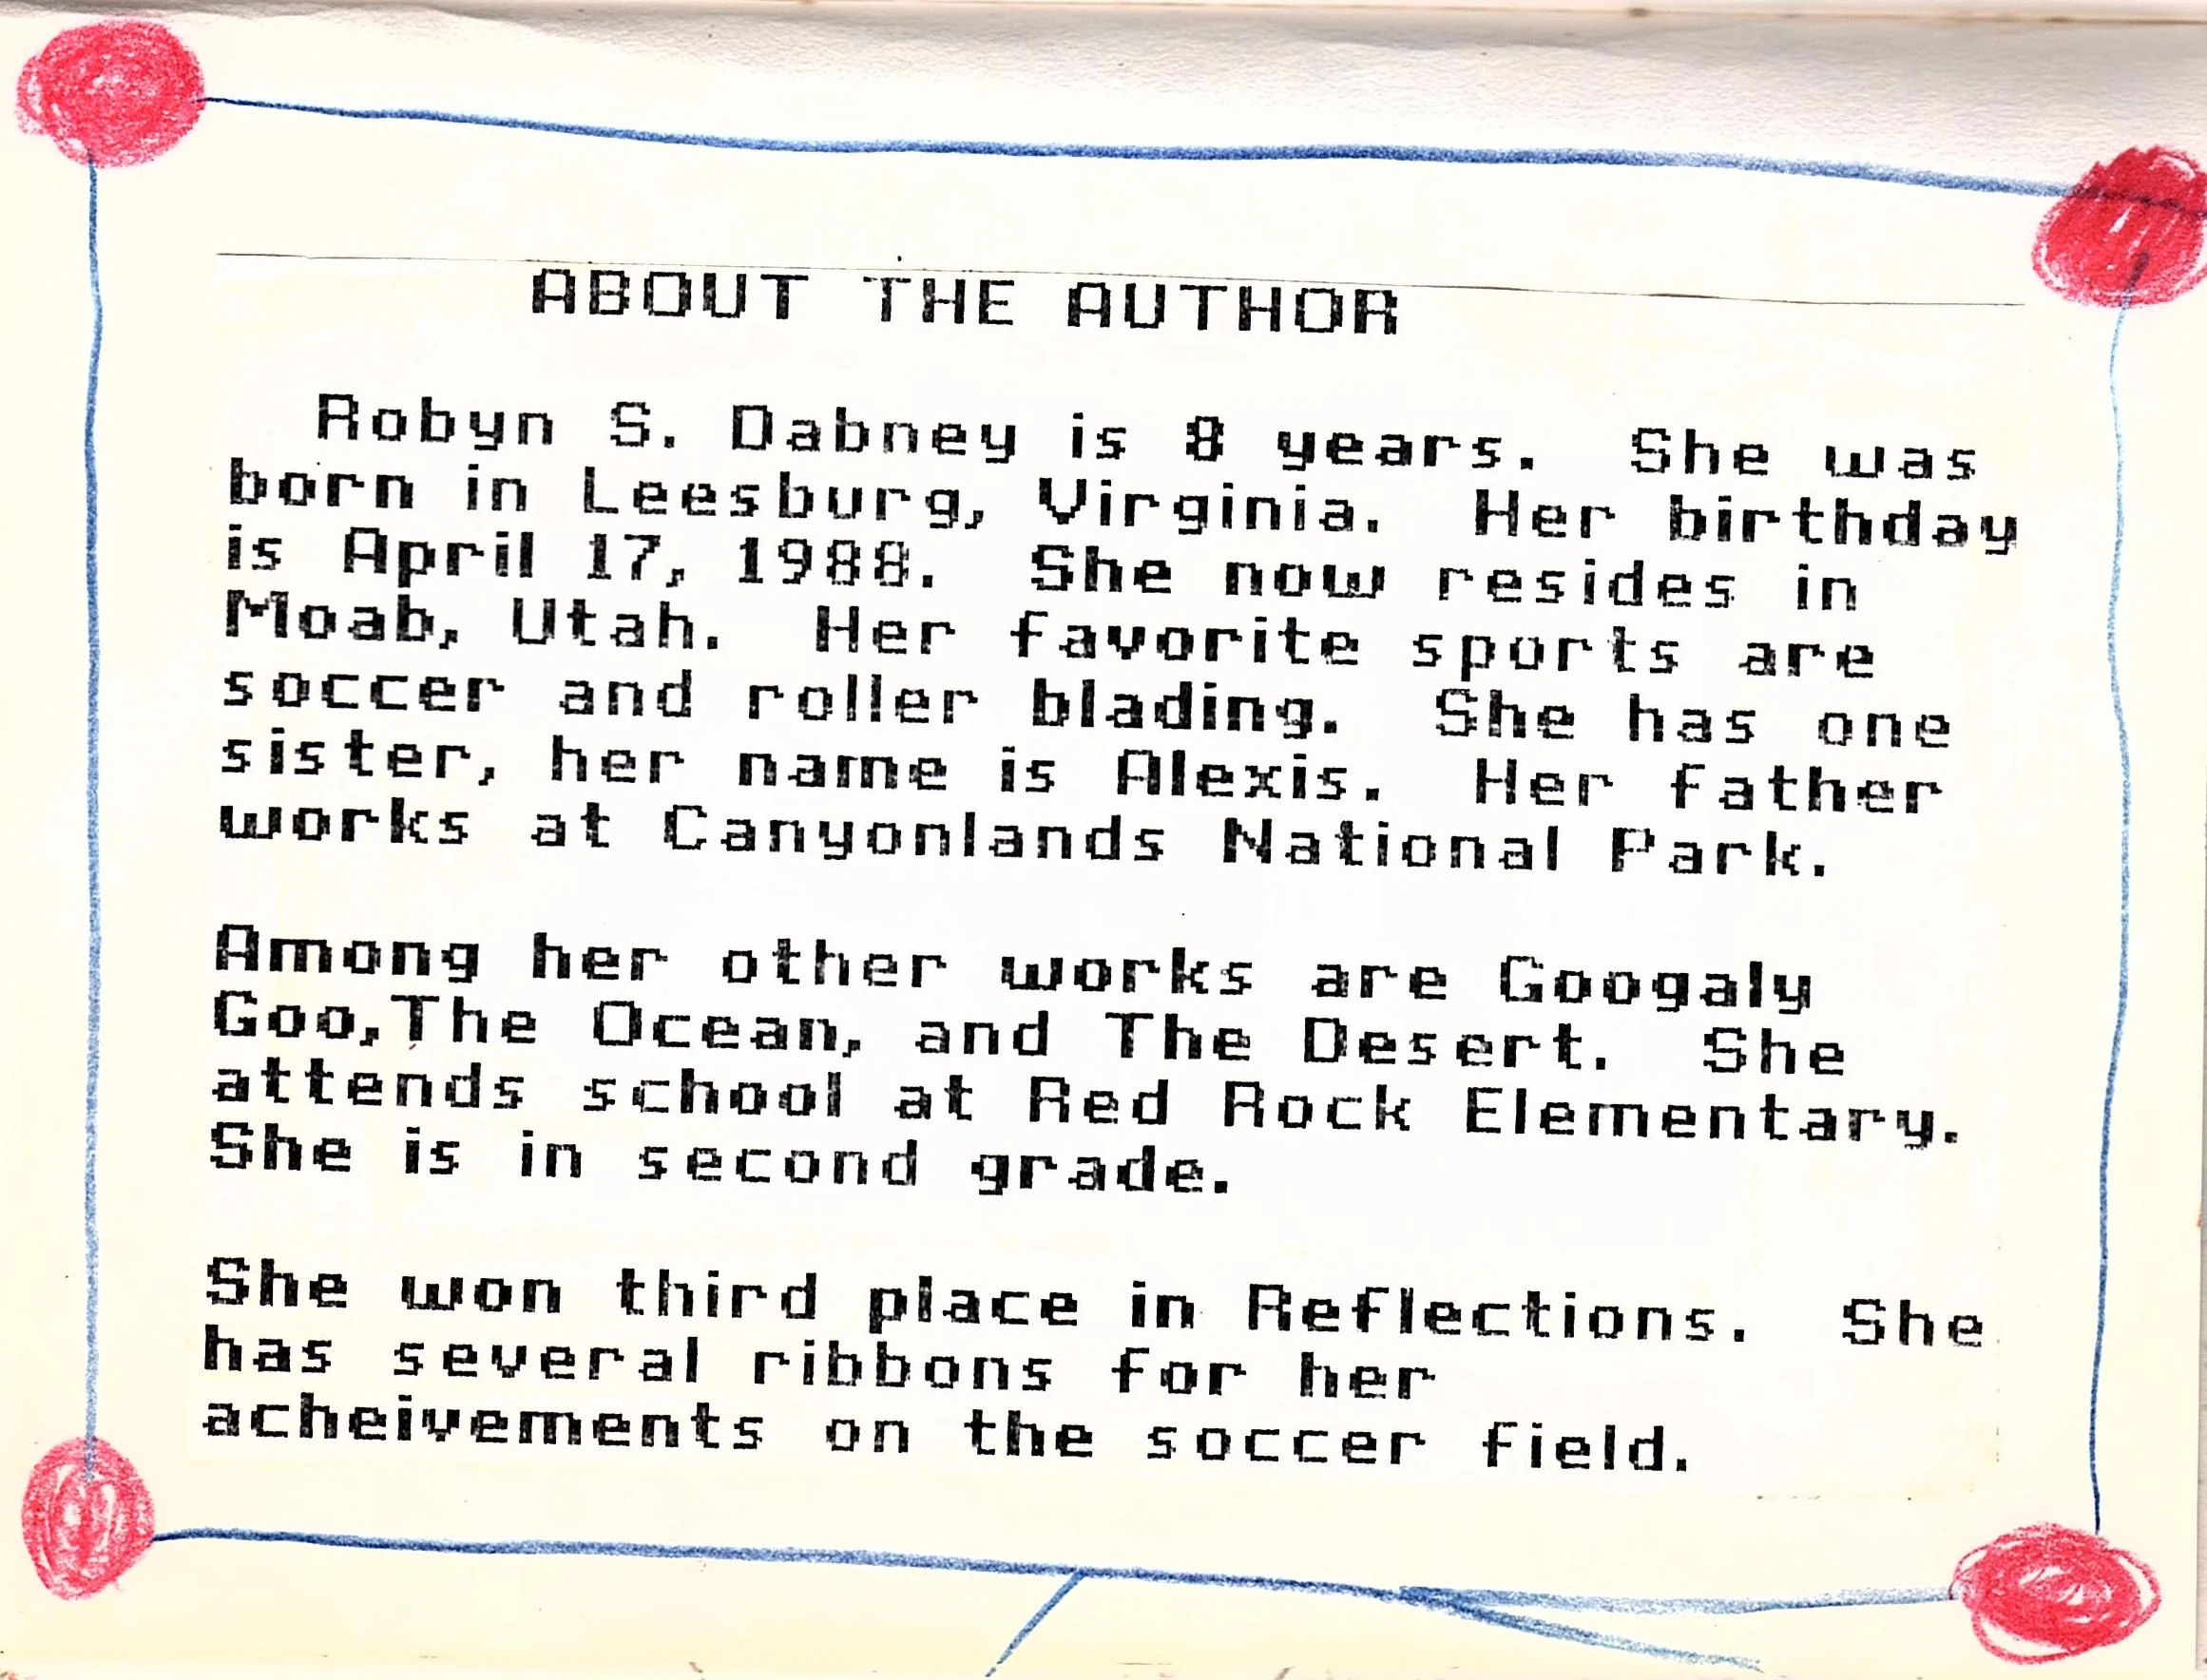 ABOUT THE AUTHOR
Robyn S. Dabney is 8 years.  She was
born in Leesburg, Virginia.  Her birthday
is April 17, 1988.  She now resides in
Moab, Utah.  Her favorite sports are
soccer and roller blading.  She has one
sister, her name is Alexis.  Her father
works at Canyonlands National Park.
Among her other works are Googaly
Goo,The Ocean, and The Desert.  She
attends school at Red Rock Elementary.
She is in second grade.
She won third place in Reflections.  She
has several ribbons for her
acheivements on the soccer field.